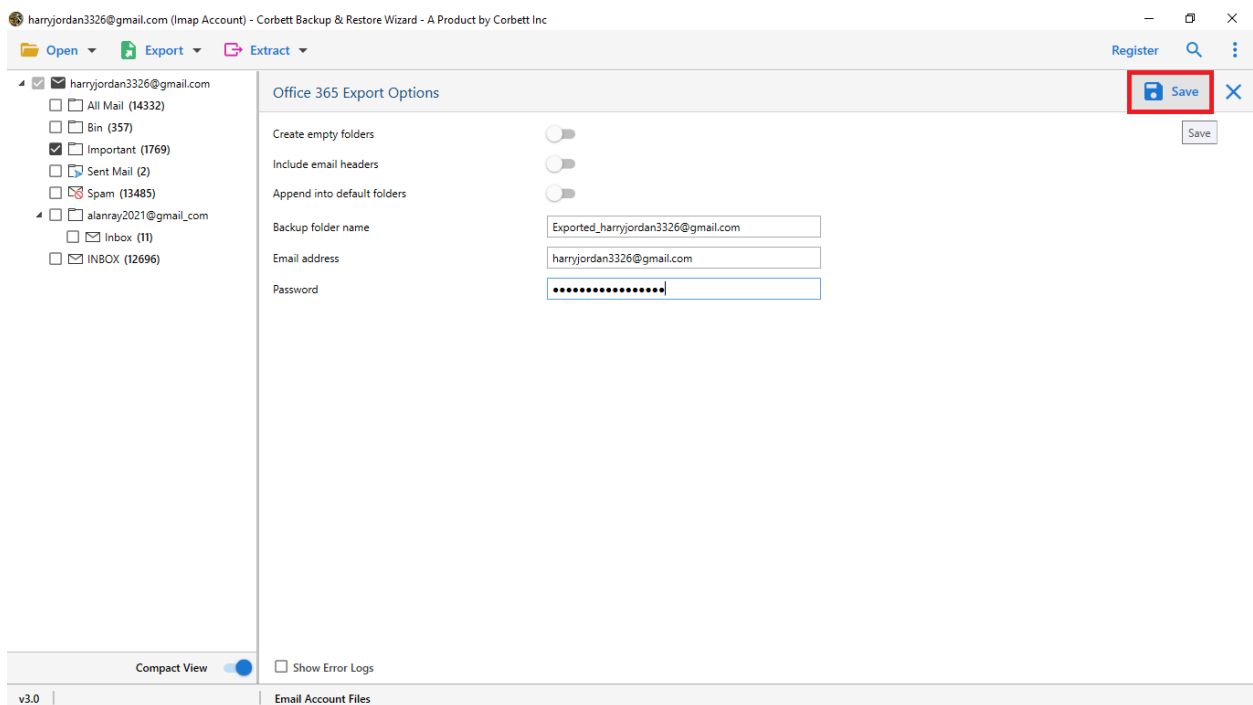 harryjordan3326@gmail.com (Imap Account) - Corbett Backup & Restore Wizard - A Product by Corbett Inc
Open Export Extract Register
harryjordan3326@gmail.com
All Mail (14332)
Bin (357)
Important (1769)
Sent Mail (2)
Spam (13485)
alanray2021@gmail_com
Inbox (11)
INBOX (12696)
Office 365 Export Options
Save
Save
Create empty folders
Include email headers
Append into default folders
Backup folder name Exported_harryjordan3326@gmail.com
Email address harryjordan3326@gmail.com
Password •••••••••••••••••
Compact View
Show Error Logs
v3.0
Email Account Files